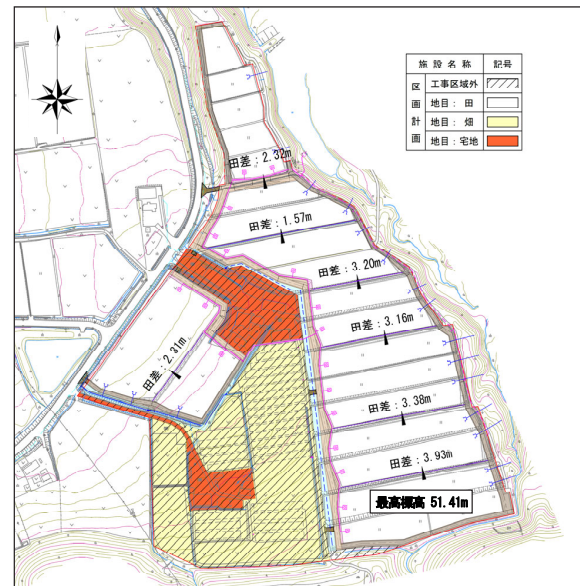 施 設 名 称 記号
区画計画
工事区域外
地目: 田
地目: 畑
地目: 宅地
田差:2.32m
田差:1.57m
田差:3.20m
田差:3.16m
田差:2.31m
田差:3.38m
田差:3.93m
最高標高 51.41m